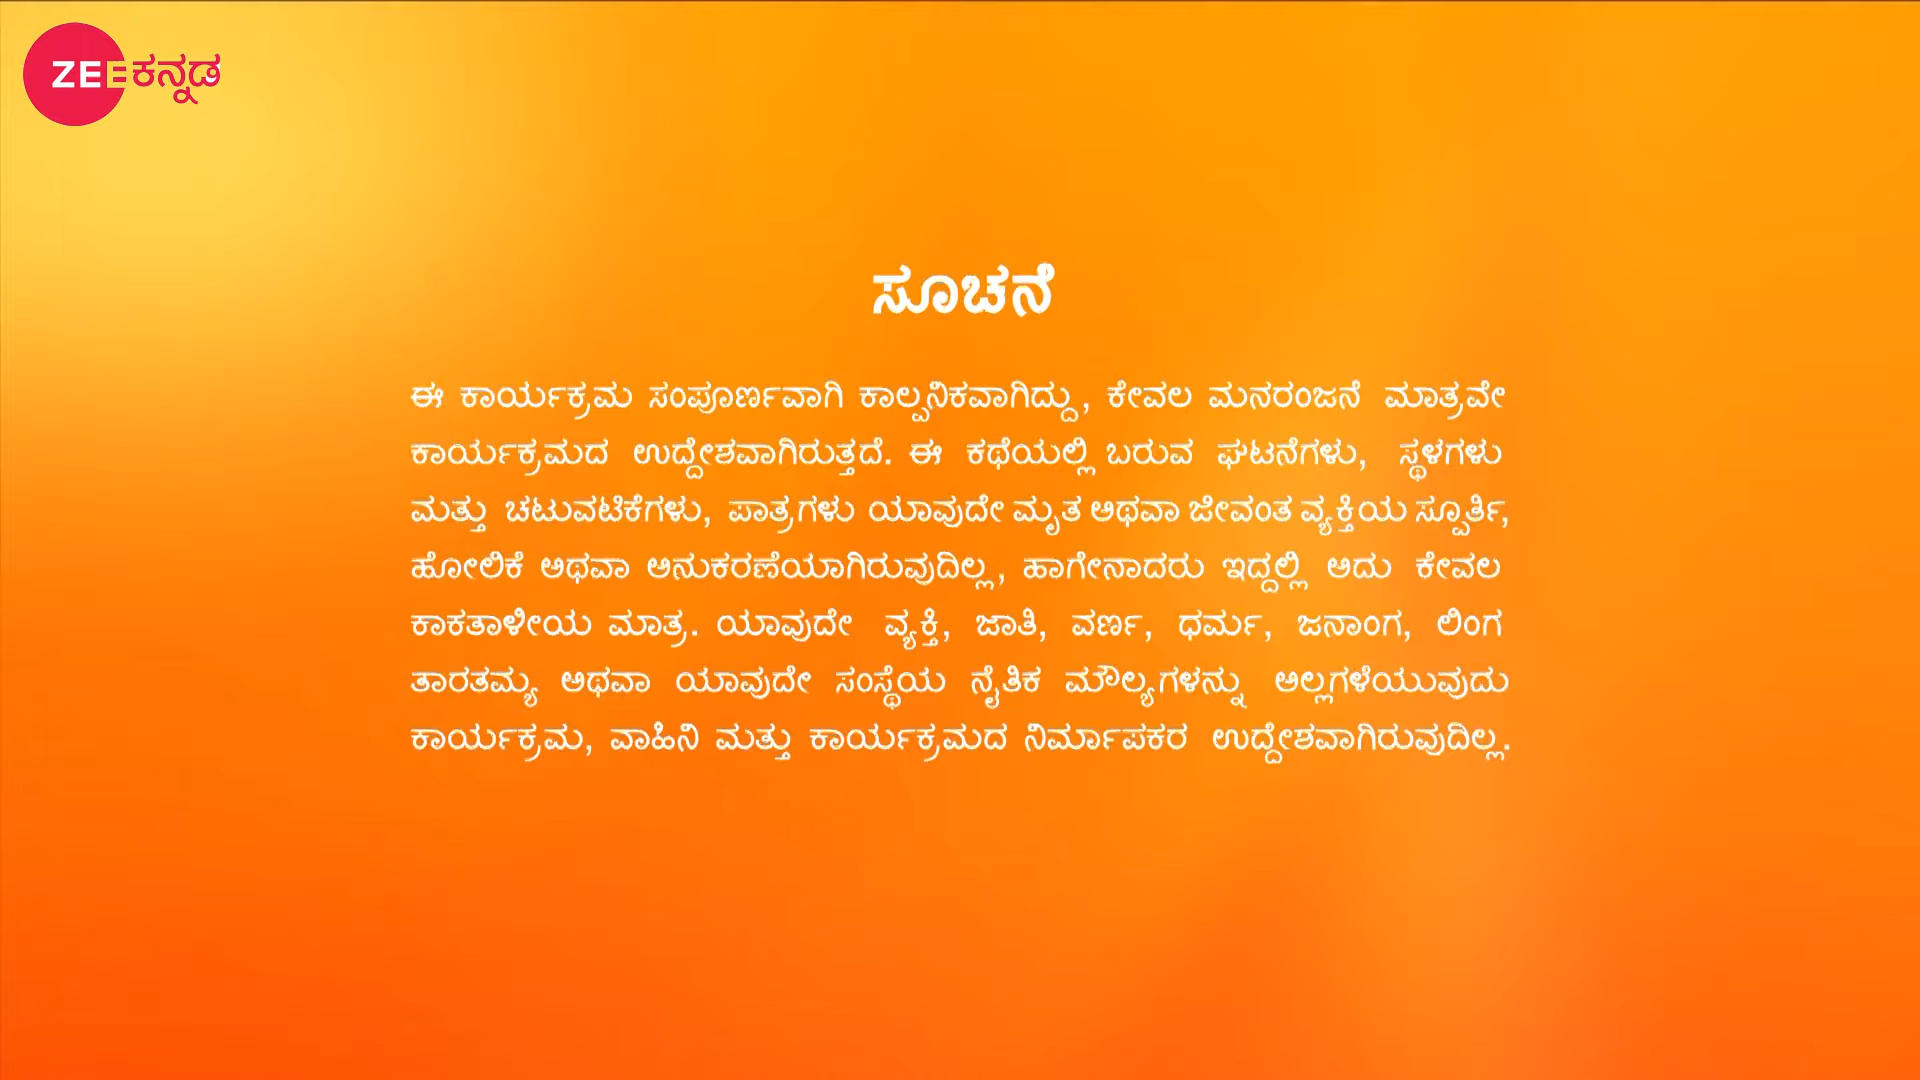 ZEE ಕನ್ನಡ
ಸೂಚನೆ
ಈ ಕಾರ್ಯಕ್ರಮ ಸಂಪೂರ್ಣವಾಗಿ ಕಾಲ್ಪನಿಕವಾಗಿದ್ದು, ಕೇವಲ ಮನರಂಜನೆ ಮಾತ್ರವೇ
ಕಾರ್ಯಕ್ರಮದ ಉದ್ದೇಶವಾಗಿರುತ್ತದೆ. ಈ ಕಥೆಯಲ್ಲಿ ಬರುವ ಘಟನೆಗಳು, ಸ್ಥಳಗಳು
ಮತ್ತು ಚಟುವಟಿಕೆಗಳು, ಪಾತ್ರಗಳು ಯಾವುದೇ ಮೃತ ಅಥವಾ ಜೀವಂತ ವ್ಯಕ್ತಿಯ ಸ್ಪೂರ್ತಿ,
ಹೋಲಿಕೆ ಅಥವಾ ಅನುಕರಣೆಯಾಗಿರುವುದಿಲ್ಲ, ಹಾಗೇನಾದರು ಇದ್ದಲ್ಲಿ ಅದು ಕೇವಲ
ಕಾಕತಾಳೀಯ ಮಾತ್ರ. ಯಾವುದೇ ವ್ಯಕ್ತಿ, ಜಾತಿ, ವರ್ಣ, ಧರ್ಮ, ಜನಾಂಗ, ಲಿಂಗ
ತಾರತಮ್ಯ ಅಥವಾ ಯಾವುದೇ ಸಂಸ್ಥೆಯ ನೈತಿಕ ಮೌಲ್ಯಗಳನ್ನು ಅಲ್ಲಗಳೆಯುವುದು
ಕಾರ್ಯಕ್ರಮ, ವಾಹಿನಿ ಮತ್ತು ಕಾರ್ಯಕ್ರಮದ ನಿರ್ಮಾಪಕರ ಉದ್ದೇಶವಾಗಿರುವುದಿಲ್ಲ.